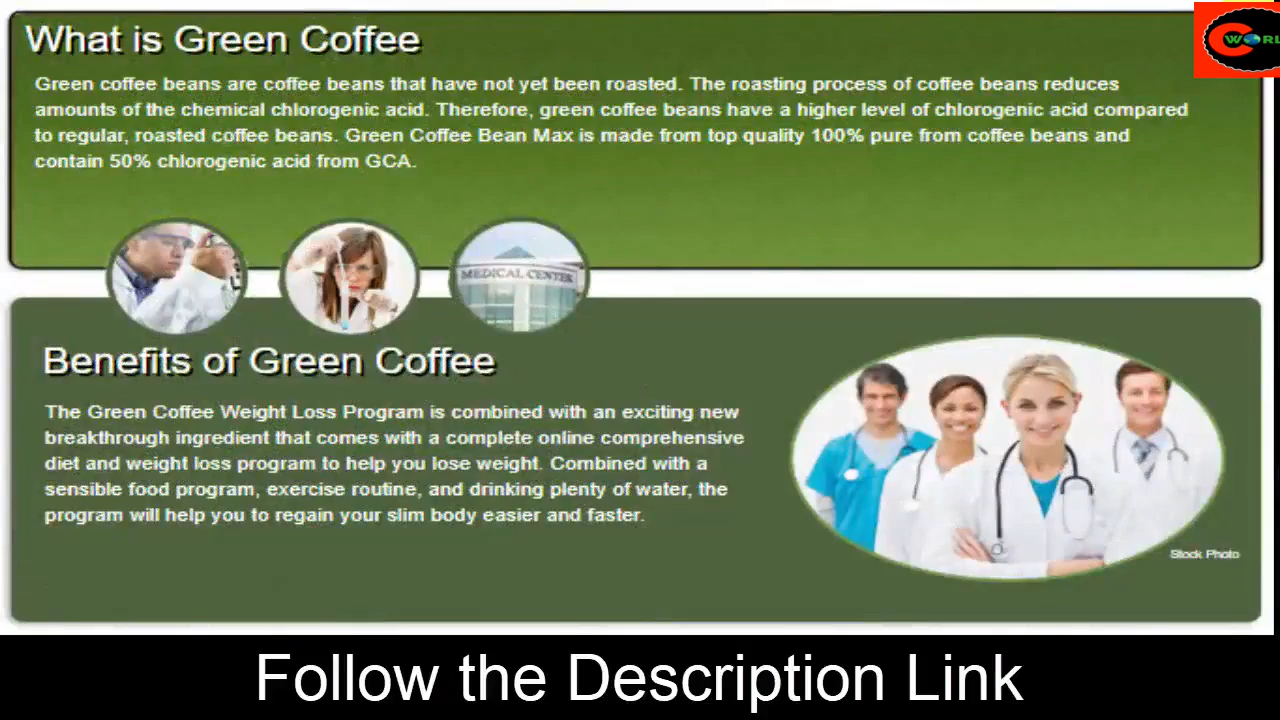 What is Green Coffee
Green coffee beans are coffee beans that have not yet been roasted. The roasting process of coffee beans reduces
amounts of the chemical chlorogenic acid. Therefore, green coffee beans have a higher level of chlorogenic acid compared
to regular, roasted coffee beans. Green Coffee Bean Max is made from top quality 100% pure from coffee beans and
contain 50% chlorogenic acid from GCA.
MEDICAL CENTER
Benefits of Green Coffee
The Green Coffee Weight Loss Program is combined with an exciting new
breakthrough ingredient that comes with a complete online comprehensive
diet and weight loss program to help you lose weight. Combined with a
sensible food program, exercise routine, and drinking plenty of water, the
program will help you to regain your slim body easier and faster.
Stock Photo
Follow the Description Link